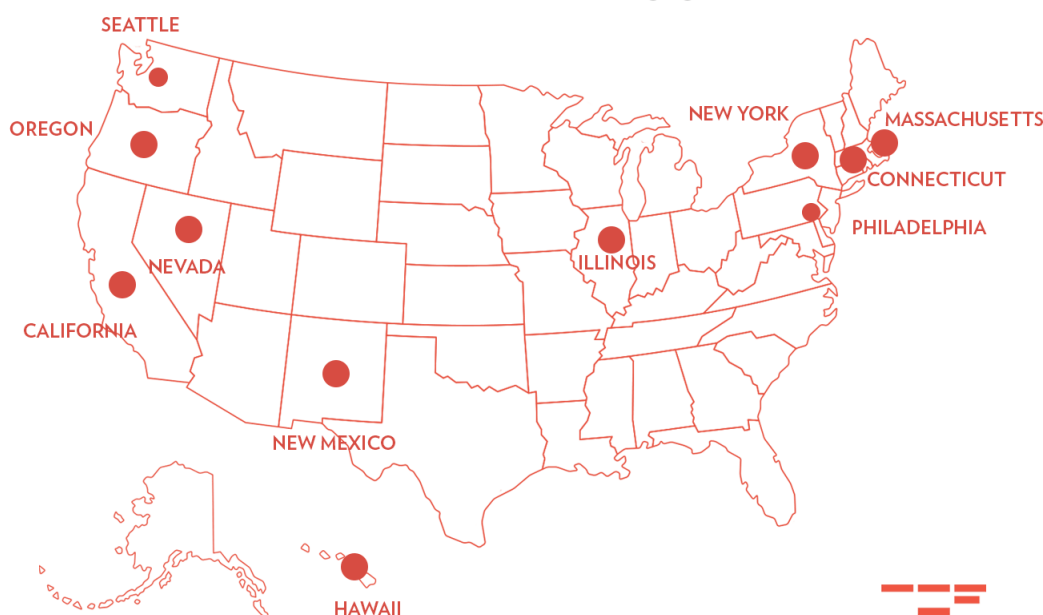 SEATTLE
NEW YORK
MASSACHUSETTS
OREGON
CONNECTICUT
PHILADELPHIA
ILLINOIS
NEVADA
CALIFORNIA
NEW MEXICO
HAWAII